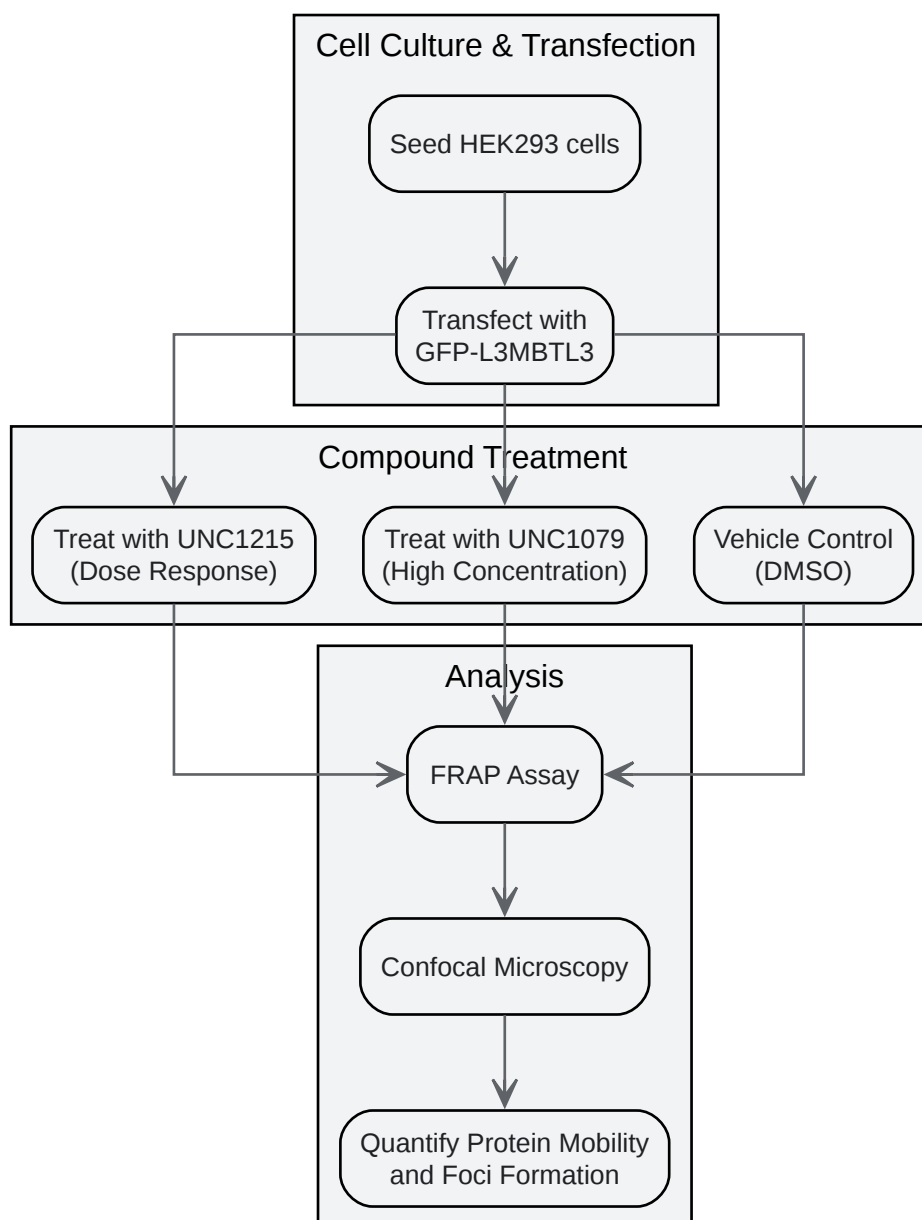 Cell Culture & Transfection
Seed HEK293 cells
Transfect with
GFP-L3MBTL3
Compound Treatment
Treat with UNC1215
(Dose Response)
Treat with UNC1079
(High Concentration)
Vehicle Control
(DMSO)
Analysis
FRAP Assay
Confocal Microscopy
Quantify Protein Mobility
and Foci Formation